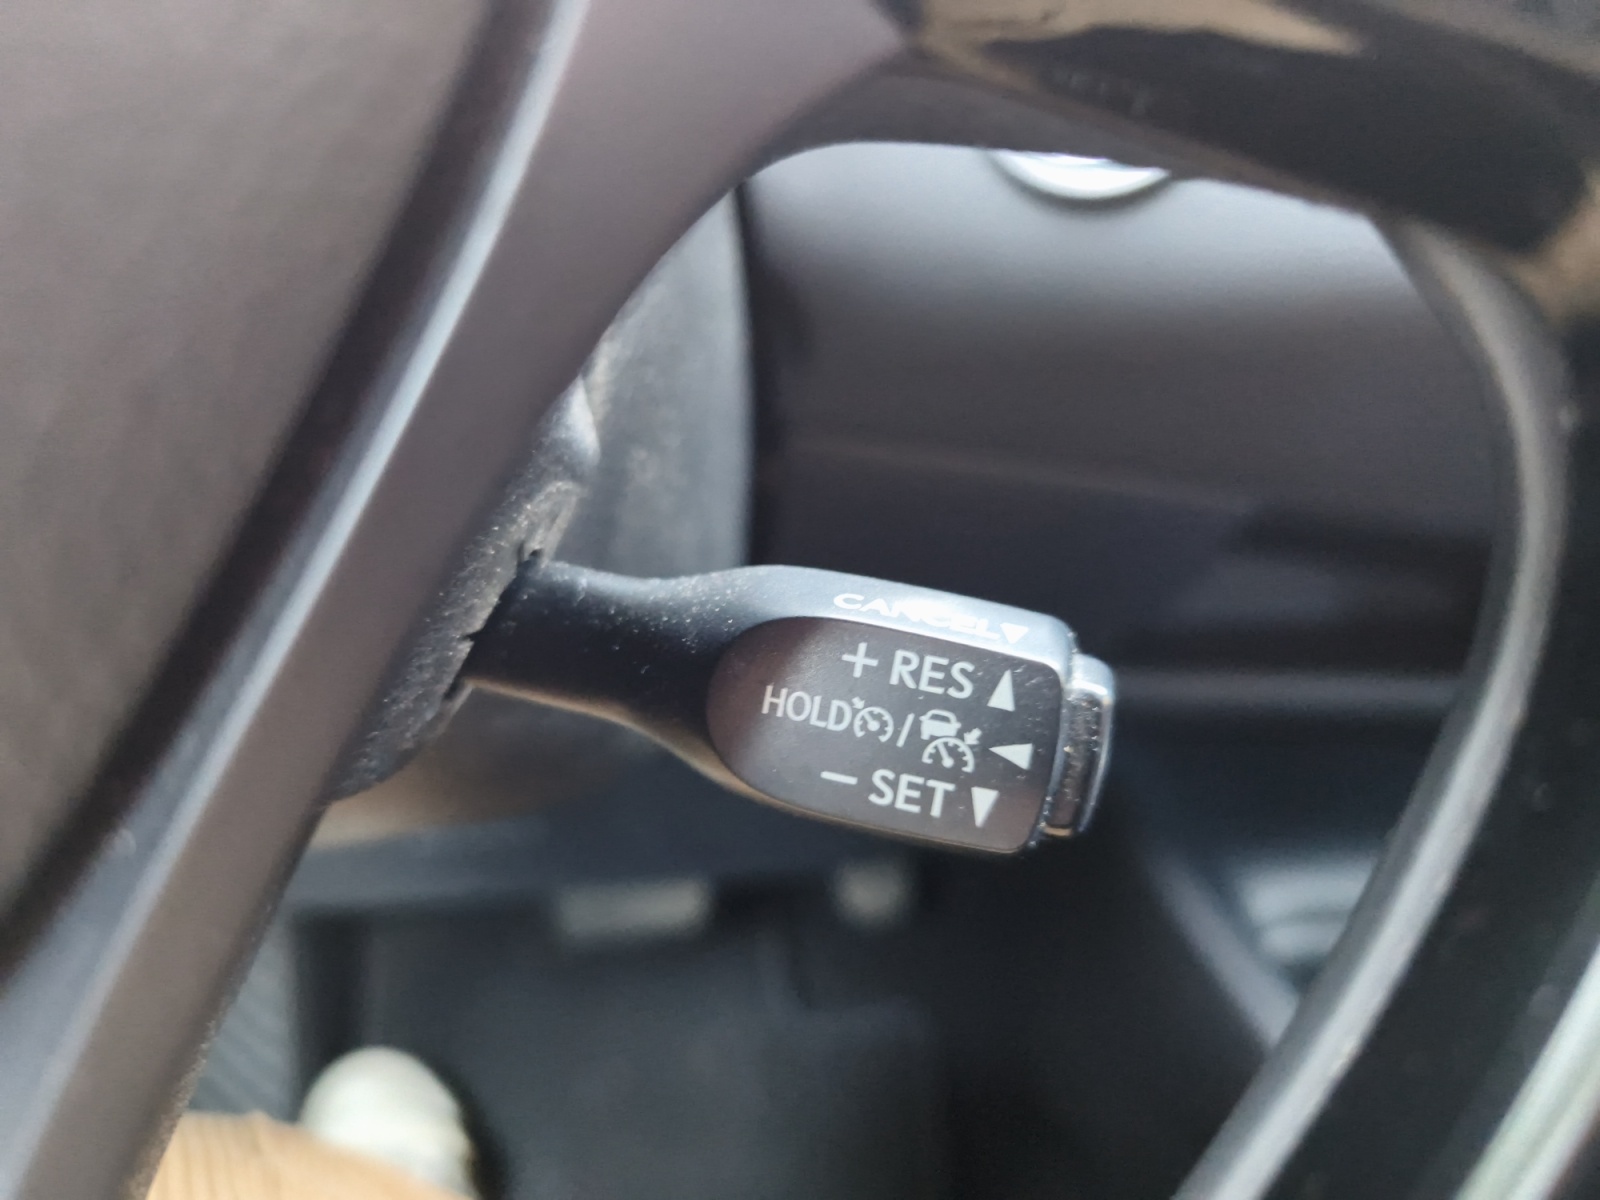 CANCEL▼
+ RES ▲
HOLD / ◀
− SET ▼